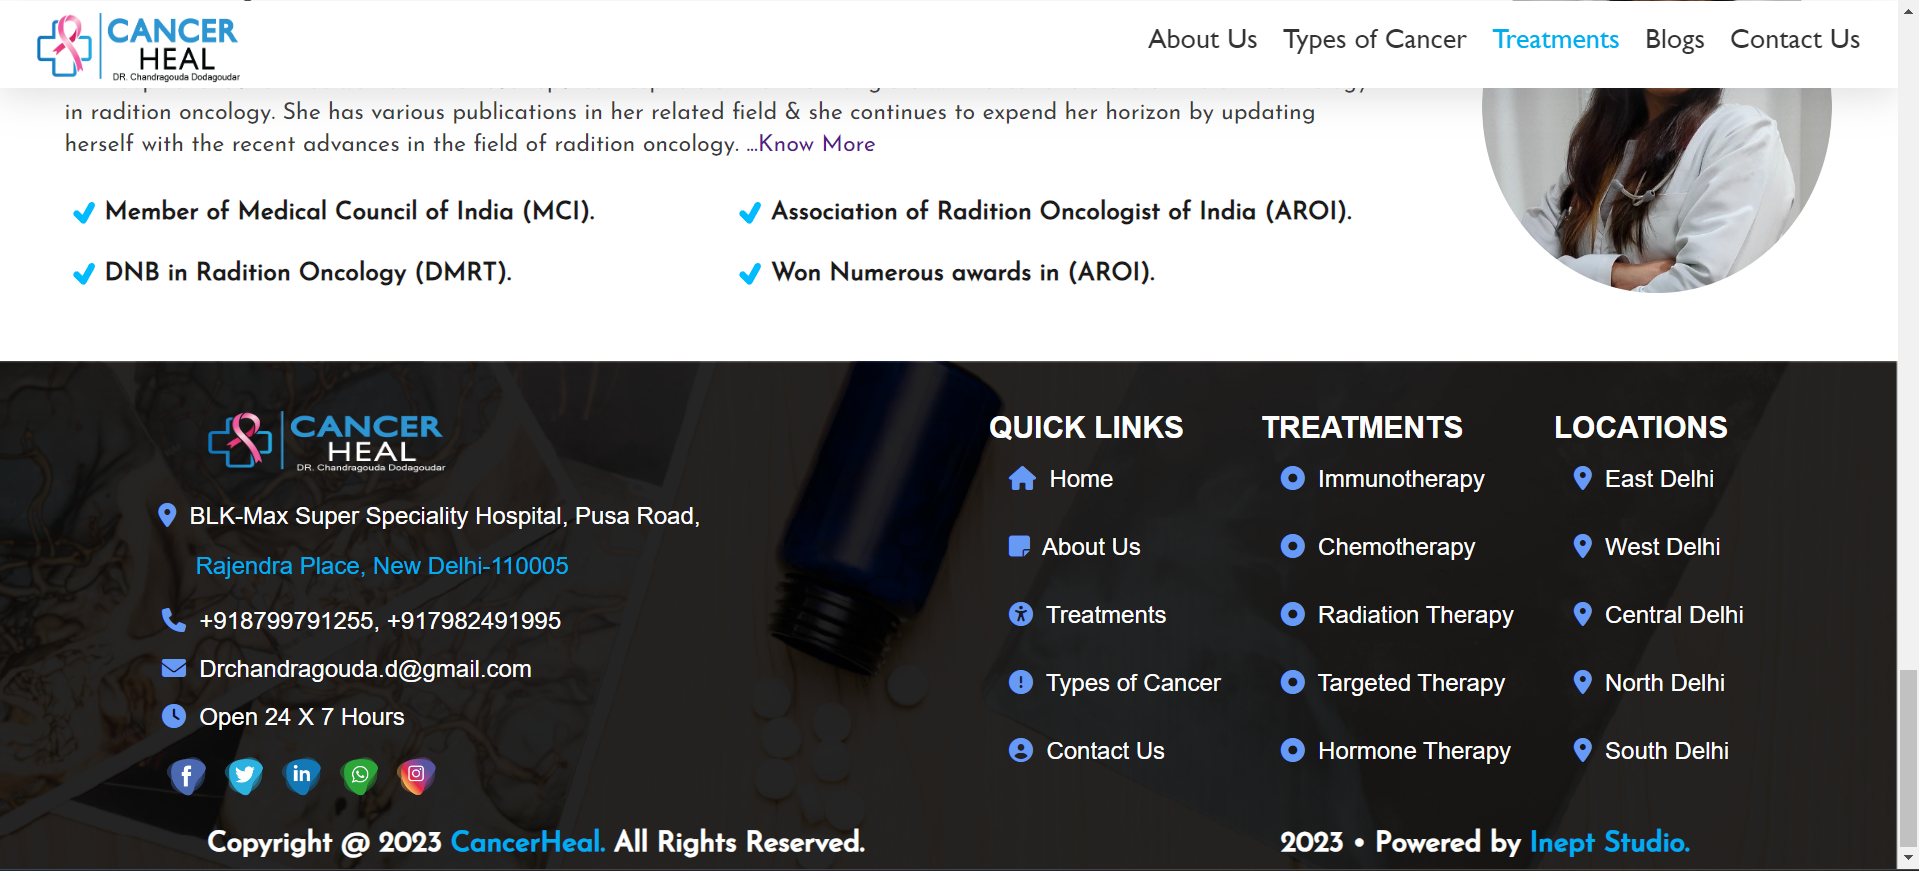 CANCER
HEAL
DR. Chandragouda Dodagoudar
About Us Types of Cancer Treatments Blogs Contact Us
in radition oncology. She has various publications in her related field & she continues to expend her horizon by updating
herself with the recent advances in the field of radition oncology. ...Know More
Member of Medical Council of India (MCI).
Association of Radition Oncologist of India (AROI).
DNB in Radition Oncology (DMRT).
Won Numerous awards in (AROI).
CANCER
HEAL
DR. Chandragouda Dodagoudar
BLK-Max Super Speciality Hospital, Pusa Road,
Rajendra Place, New Delhi-110005
+918799791255, +917982491995
Drchandragouda.d@gmail.com
Open 24 X 7 Hours
QUICK LINKS
Home
About Us
Treatments
Types of Cancer
Contact Us
TREATMENTS
Immunotherapy
Chemotherapy
Radiation Therapy
Targeted Therapy
Hormone Therapy
LOCATIONS
East Delhi
West Delhi
Central Delhi
North Delhi
South Delhi
Copyright @ 2023 CancerHeal. All Rights Reserved.
2023 • Powered by Inept Studio.